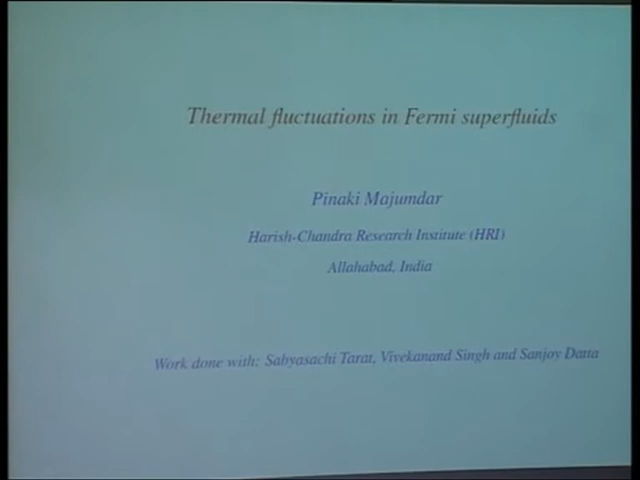 Thermal fluctuations in Fermi superfluids
Pinaki Majumdar
Harish-Chandra Research Institute (HRI)
Allahabad, India
Work done with: Sabyasachi Tarat, Vivekanand Singh and Sanjoy Datta